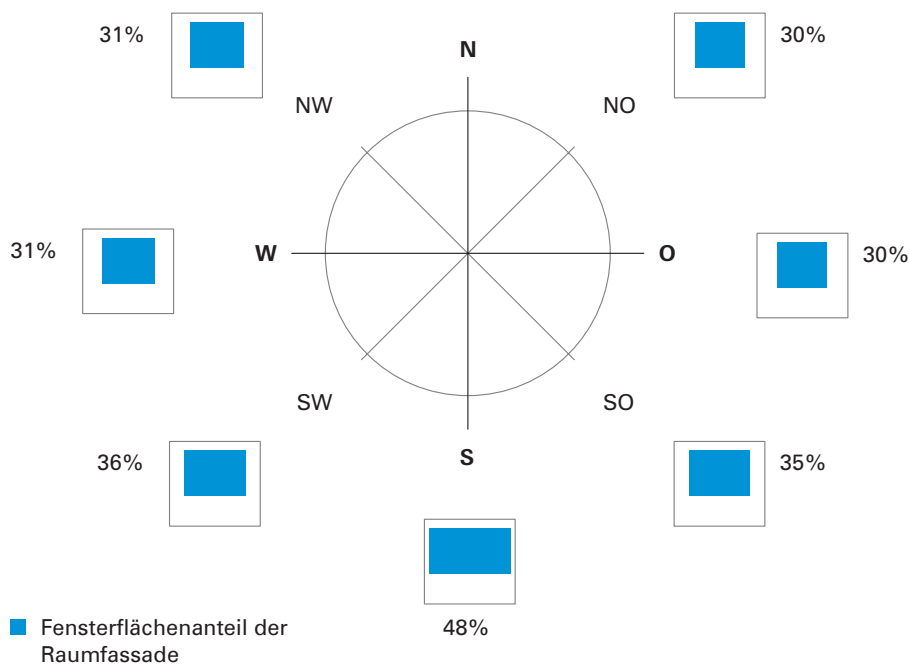 31%
N
30%
NW
NO
31%
W
O
30%
SW
SO
36%
S
35%
48%
Fensterflächenanteil der
Raumfassade